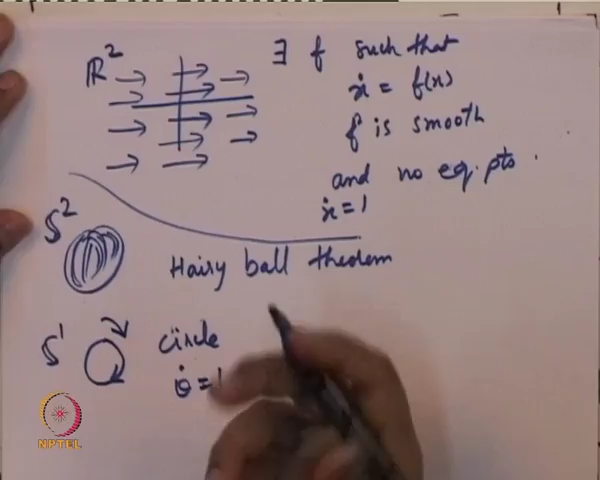 ℝ² ∃ f such that
ẋ = f(x)
f is smooth
and no eq. pts.
ẋ = 1
S²
Hairy ball theorem
S¹ circle
θ̇ = 1
NPTEL